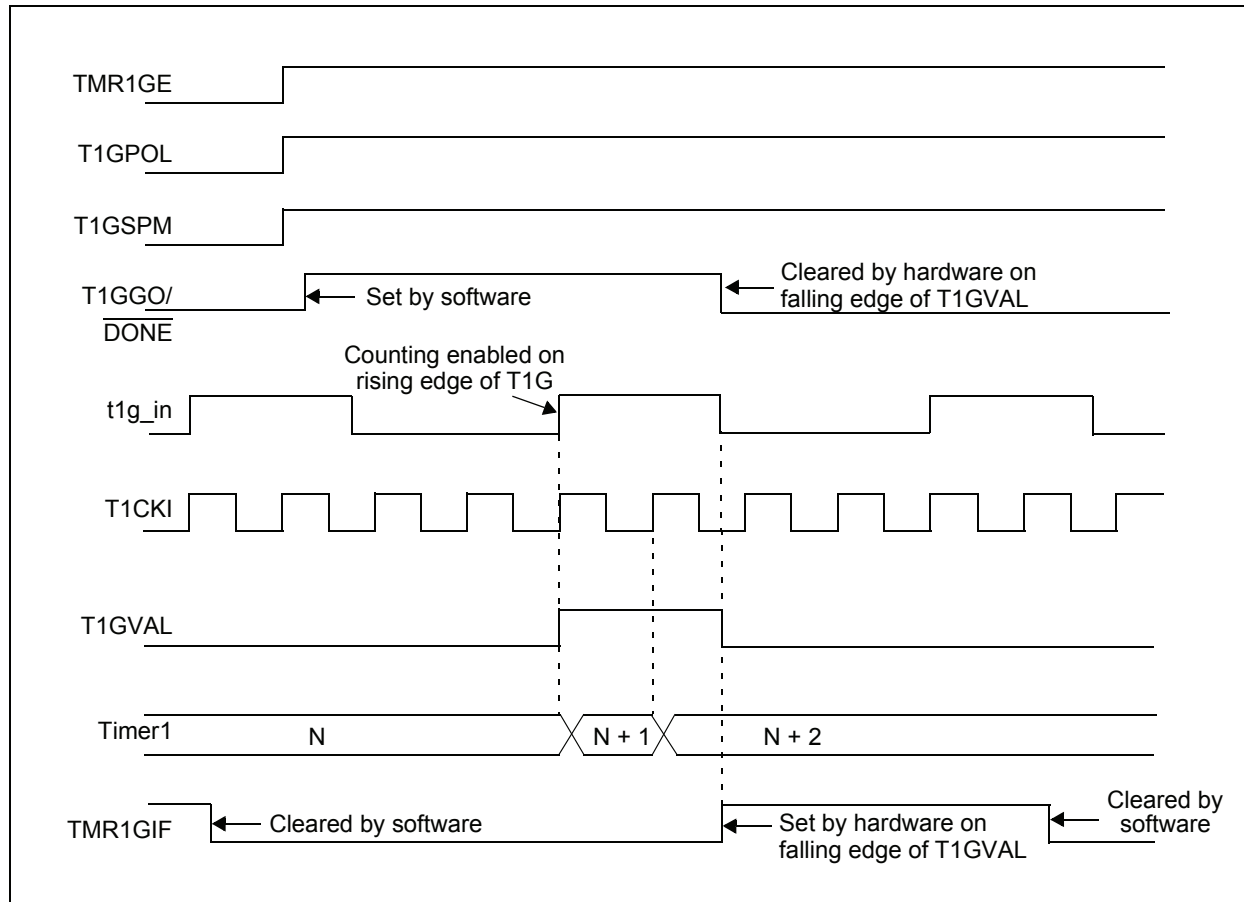 TMR1GE
T1GPOL
T1GSPM
T1GGO/
DONE
Set by software
Cleared by hardware on
falling edge of T1GVAL
Counting enabled on
rising edge of T1G
t1g_in
T1CKI
T1GVAL
Timer1
N
N + 1
N + 2
TMR1GIF
Cleared by software
Set by hardware on
falling edge of T1GVAL
Cleared by
software